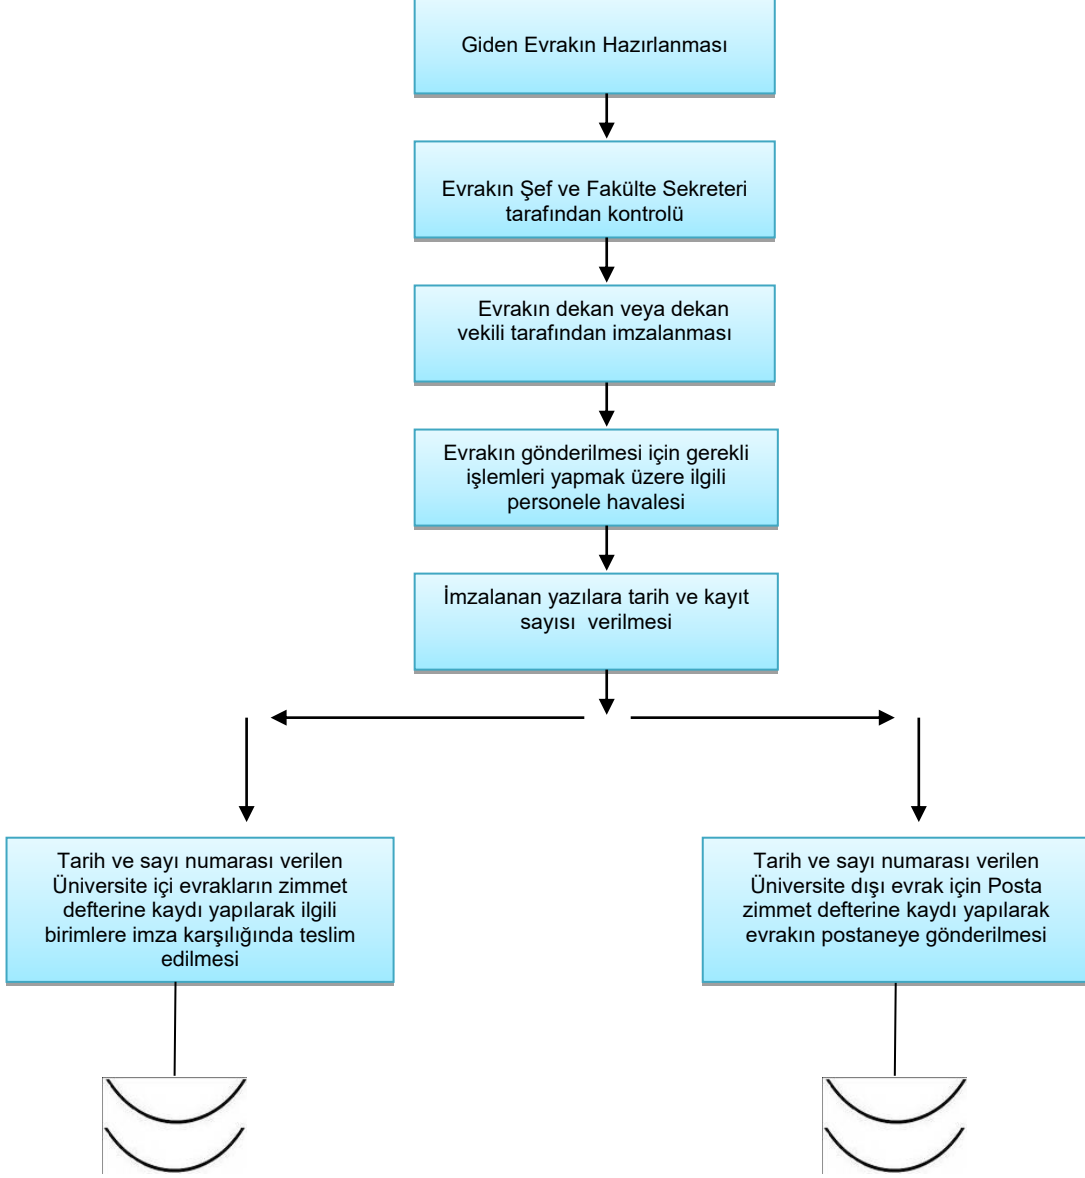 Giden Evrakın Hazırlanması
Evrakın Şef ve Fakülte Sekreteri
tarafından kontrolü
Evrakın dekan veya dekan
vekili tarafından imzalanması
Evrakın gönderilmesi için gerekli
işlemleri yapmak üzere ilgili
personele havalesi
İmzalanan yazılara tarih ve kayıt
sayısı  verilmesi
Tarih ve sayı numarası verilen
Üniversite içi evrakların zimmet
defterine kaydı yapılarak ilgili
birimlere imza karşılığında teslim
edilmesi
Tarih ve sayı numarası verilen
Üniversite dışı evrak için Posta
zimmet defterine kaydı yapılarak
evrakın postaneye gönderilmesi